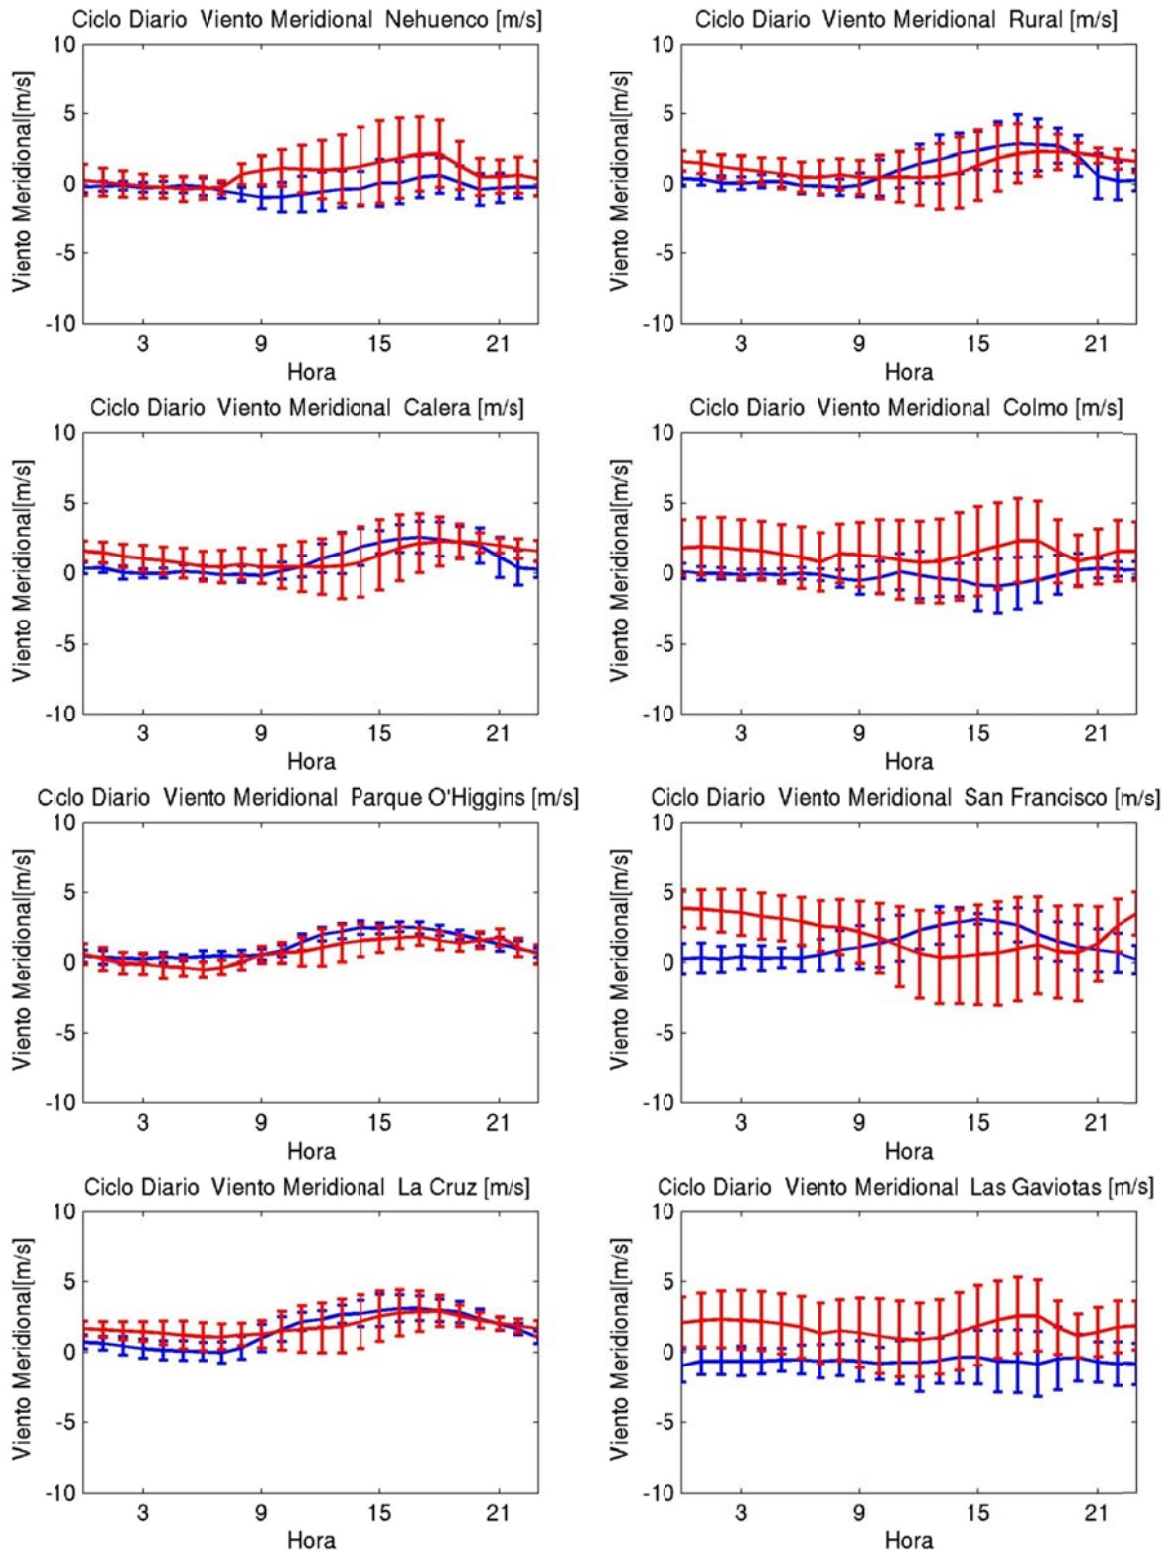 Ciclo Diario Viento Meridional Nehuenco [m/s]
Viento Meridional[m/s]
10
5
0
-5
-10
3 9 15 21
Hora
Ciclo Diario Viento Meridional Rural [m/s]
Viento Meridional[m/s]
10
5
0
-5
-10
3 9 15 21
Hora
Ciclo Diario Viento Meridional Calera [m/s]
Viento Meridional[m/s]
10
5
0
-5
-10
3 9 15 21
Hora
Ciclo Diario Viento Meridional Colmo [m/s]
Viento Meridional[m/s]
10
5
0
-5
-10
3 9 15 21
Hora
Ciclo Diario Viento Meridional Parque O'Higgins [m/s]
Viento Meridional[m/s]
10
5
0
-5
-10
3 9 15 21
Hora
Ciclo Diario Viento Meridional San Francisco [m/s]
Viento Meridional[m/s]
10
5
0
-5
-10
3 9 15 21
Hora
Ciclo Diario Viento Meridional La Cruz [m/s]
Viento Meridional[m/s]
10
5
0
-5
-10
3 9 15 21
Hora
Ciclo Diario Viento Meridional Las Gaviotas [m/s]
Viento Meridional[m/s]
10
5
0
-5
-10
3 9 15 21
Hora